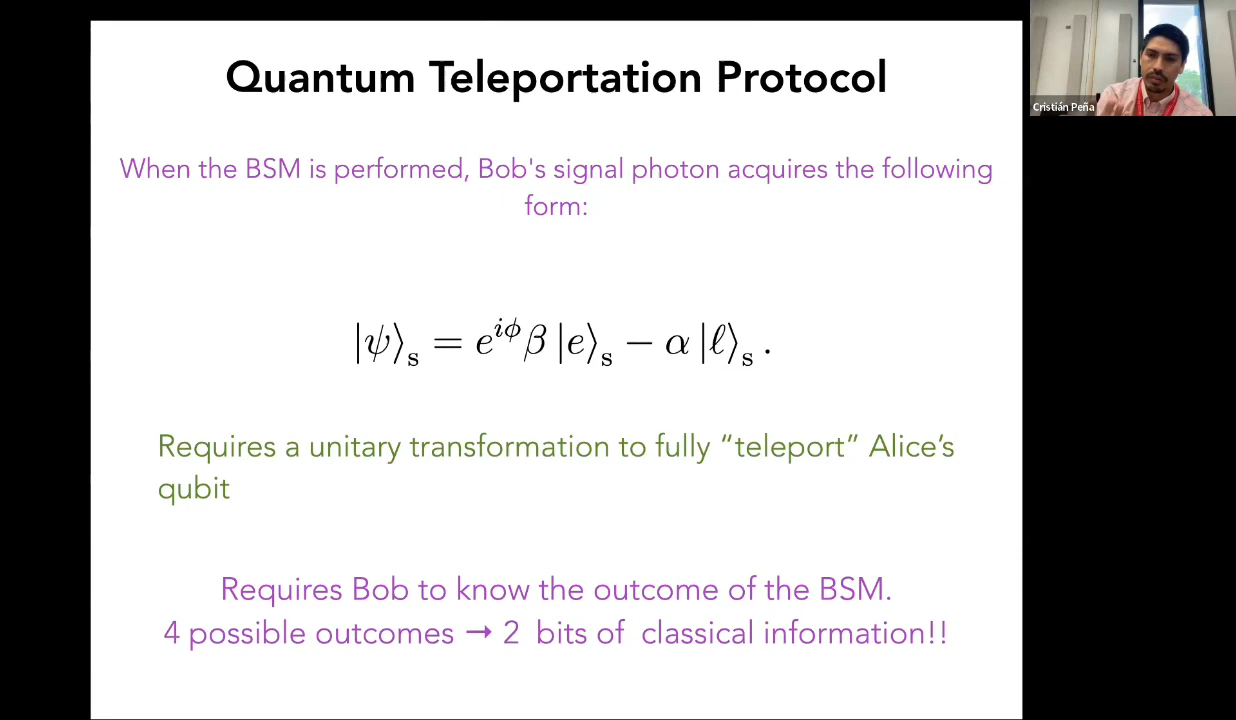 Quantum Teleportation Protocol
Cristián Peña
When the BSM is performed, Bob's signal photon acquires the following
form:
|ψ⟩ₛ = e^{iϕ}β |e⟩ₛ − α |ℓ⟩ₛ .
Requires a unitary transformation to fully “teleport” Alice’s
qubit
Requires Bob to know the outcome of the BSM.
4 possible outcomes → 2 bits of classical information!!